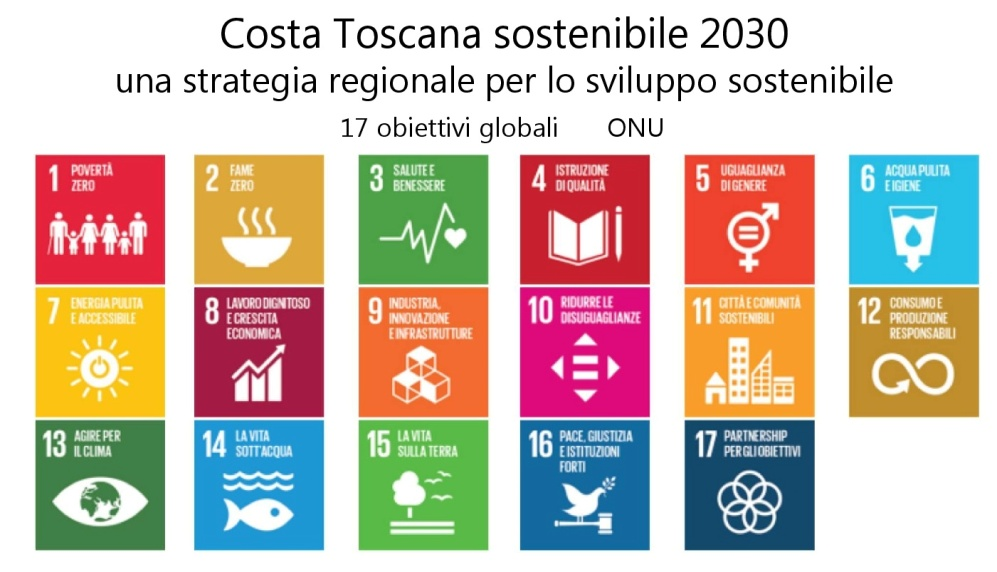 Costa Toscana sostenibile 2030
una strategia regionale per lo sviluppo sostenibile
17 obiettivi globali ONU
1 POVERTÀ
ZERO
2 FAME
ZERO
3 SALUTE E
BENESSERE
4 ISTRUZIONE
DI QUALITÀ
5 UGUAGLIANZA
DI GENERE
6 ACQUA PULITA
E IGIENE
7 ENERGIA PULITA
E ACCESSIBILE
8 LAVORO DIGNITOSO
E CRESCITA
ECONOMICA
9 INDUSTRIA,
INNOVAZIONE
E INFRASTRUTTURE
10 RIDURRE LE
DISUGUAGLIANZE
11 CITTÀ E COMUNITÀ
SOSTENIBILI
12 CONSUMO E
PRODUZIONE
RESPONSABILI
13 AGIRE PER
IL CLIMA
14 LA VITA
SOTT'ACQUA
15 LA VITA
SULLA TERRA
16 PACE, GIUSTIZIA
E ISTITUZIONI
FORTI
17 PARTNERSHIP
PER GLI OBIETTIVI